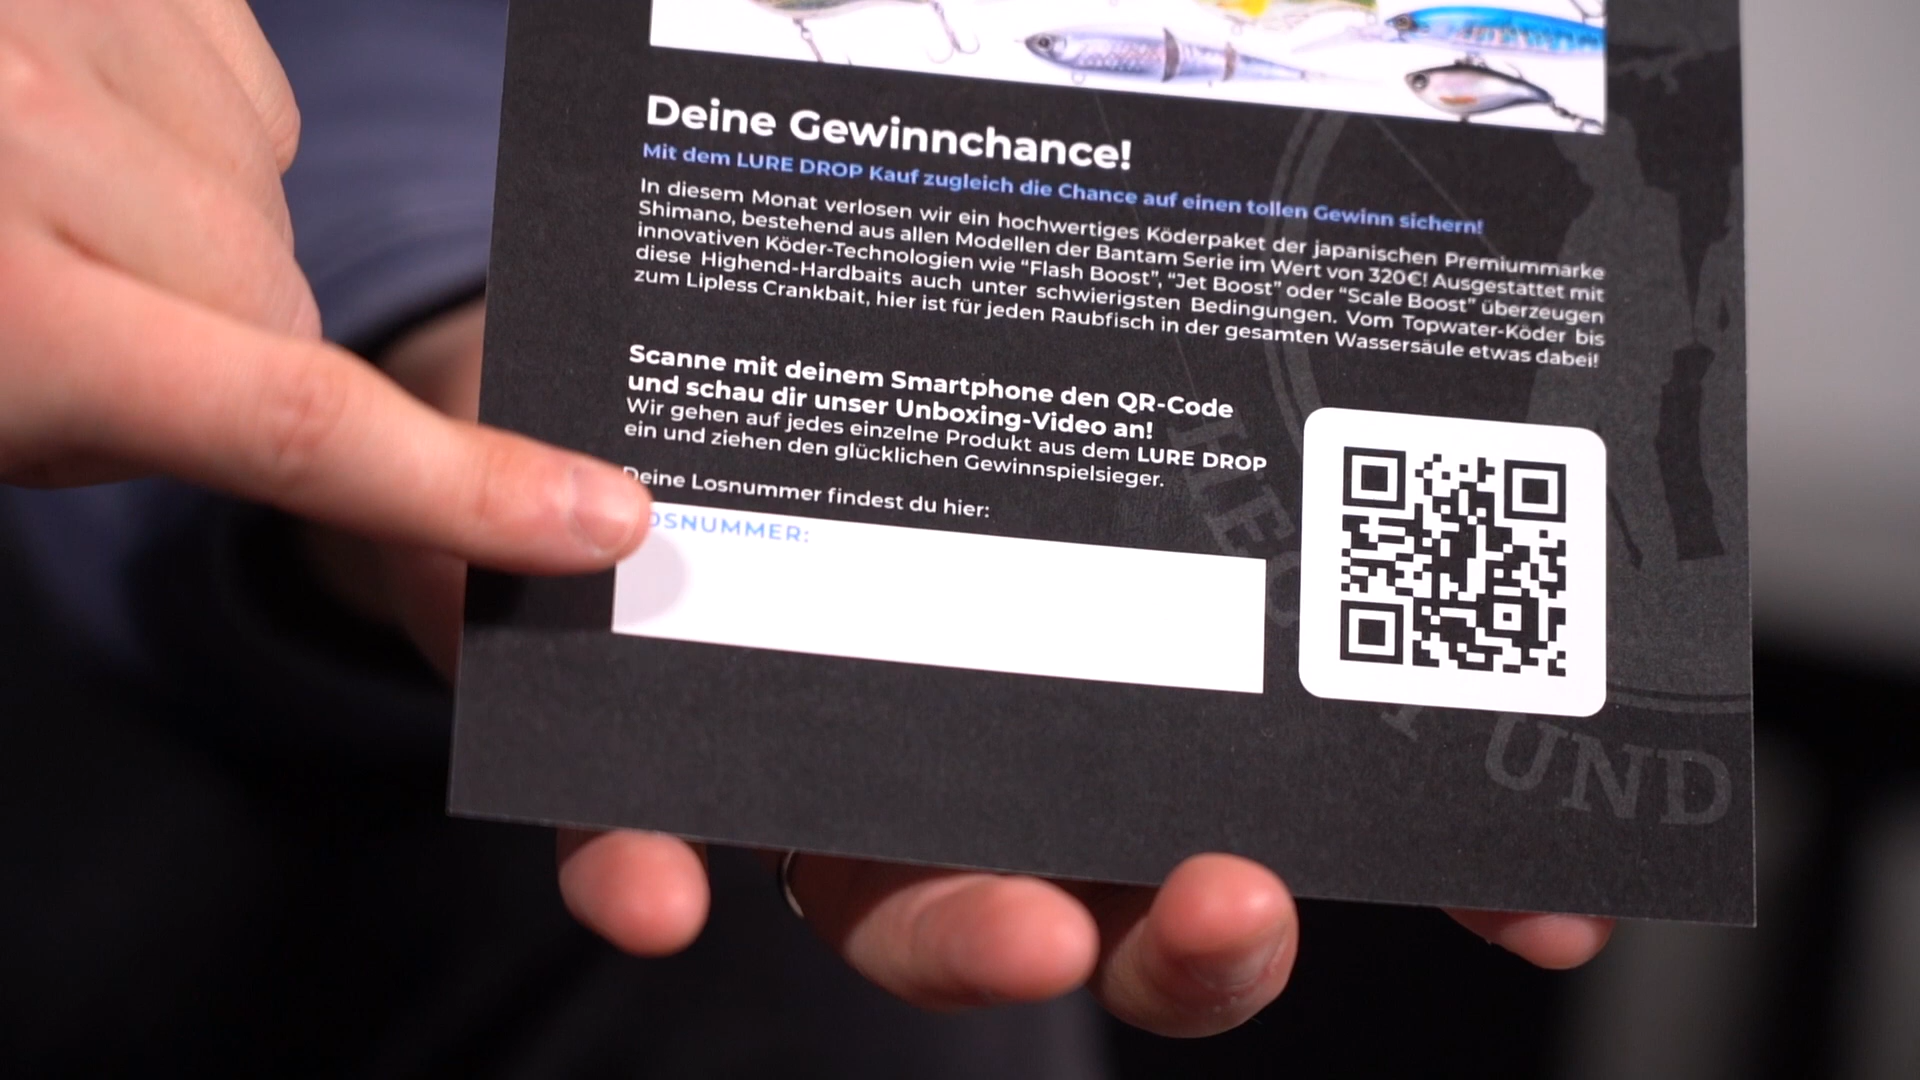 Deine Gewinnchance!
Mit dem LURE DROP Kauf zugleich die Chance auf einen tollen Gewinn sichern!
In diesem Monat verlosen wir ein hochwertiges Köderpaket der japanischen Premiummarke
Shimano, bestehend aus allen Modellen der Bantam Serie im Wert von 320€! Ausgestattet mit
innovativen Köder-Technologien wie “Flash Boost”, “Jet Boost” oder “Scale Boost” überzeugen
diese Highend-Hardbaits auch unter schwierigsten Bedingungen. Vom Topwater-Köder bis
zum Lipless Crankbait, hier ist für jeden Raubfisch in der gesamten Wassersäule etwas dabei!
Scanne mit deinem Smartphone den QR-Code
und schau dir unser Unboxing-Video an!
Wir gehen auf jedes einzelne Produkt aus dem LURE DROP
ein und ziehen den glücklichen Gewinnspielsieger.
Deine Losnummer findest du hier:
OSNUMMER:
HECHT UND